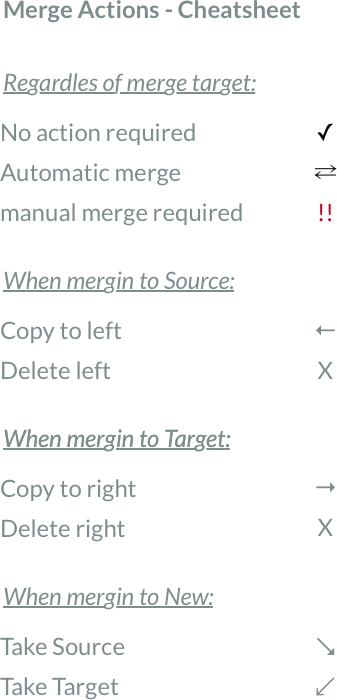 Merge Actions - Cheatsheet
Regardles of merge target:
No action required ✓
Automatic merge ⇄
manual merge required !!
When mergin to Source:
Copy to left ←
Delete left X
When mergin to Target:
Copy to right →
Delete right X
When mergin to New:
Take Source ↘
Take Target ↙